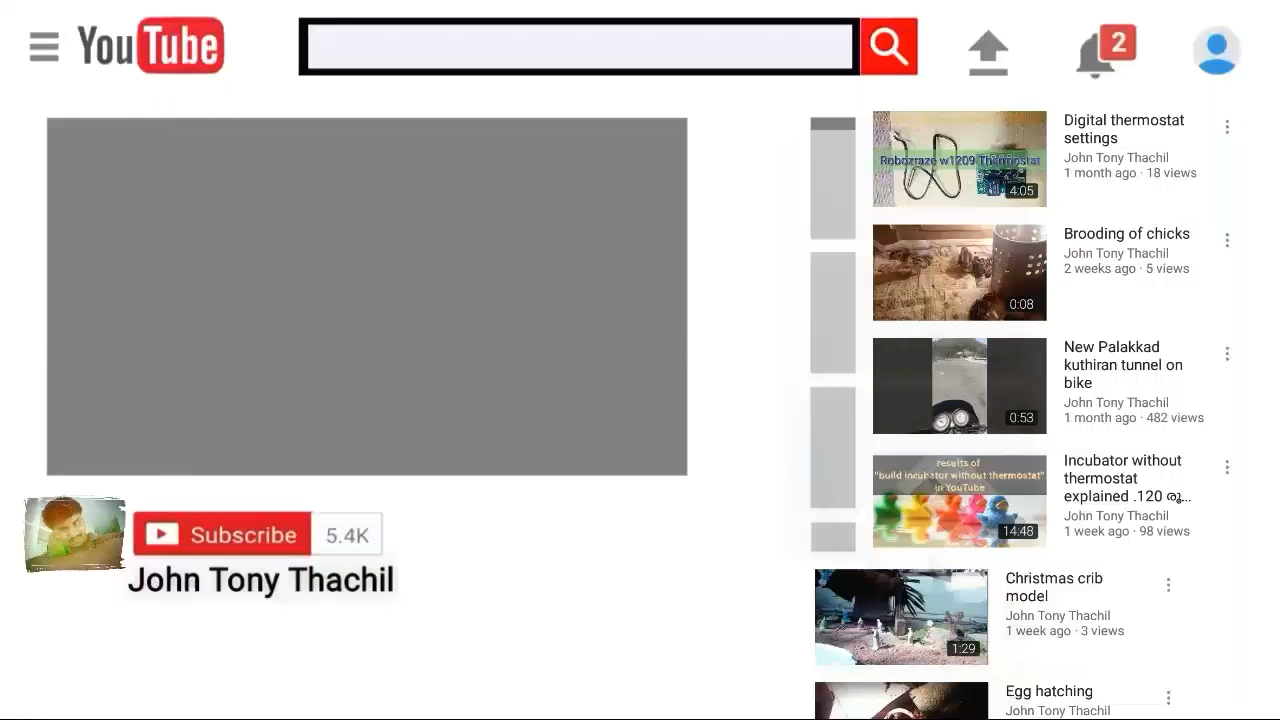 YouTube
2
Digital thermostat
settings
John Tony Thachil
1 month ago · 18 views
Robozraze w1209 Thermostat
4:05
Brooding of chicks
John Tony Thachil
2 weeks ago · 5 views
0:08
New Palakkad
kuthiran tunnel on
bike
John Tony Thachil
1 month ago · 482 views
0:53
results of
"build incubator without thermostat"
in YouTube
14:48
Incubator without
thermostat
explained .120 രൂ...
John Tony Thachil
1 week ago · 98 views
Subscribe 5.4K
John Tony Thachil
Christmas crib
model
John Tony Thachil
1 week ago · 3 views
1:29
Egg hatching
John Tony Thachil